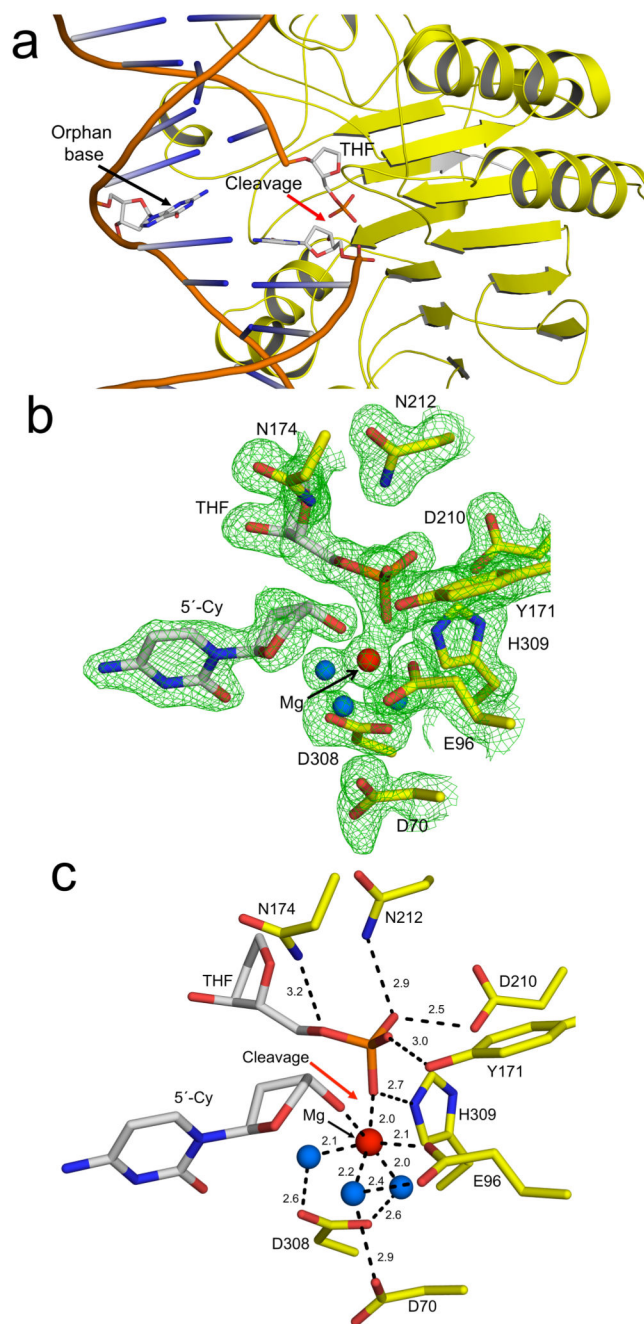 a
Orphan
base
THF
Cleavage
b
N212
N174
THF
D210
5´-Cy
Y171
H309
Mg
E96
D308
D70
c
N174
N212
THF
D210
3.2
2.9
2.5
3.0
Cleavage
Y171
5´-Cy
2.7
Mg
2.0
H309
2.1
2.1
2.0
2.2
2.4
E96
2.6
2.6
D308
2.9
D70